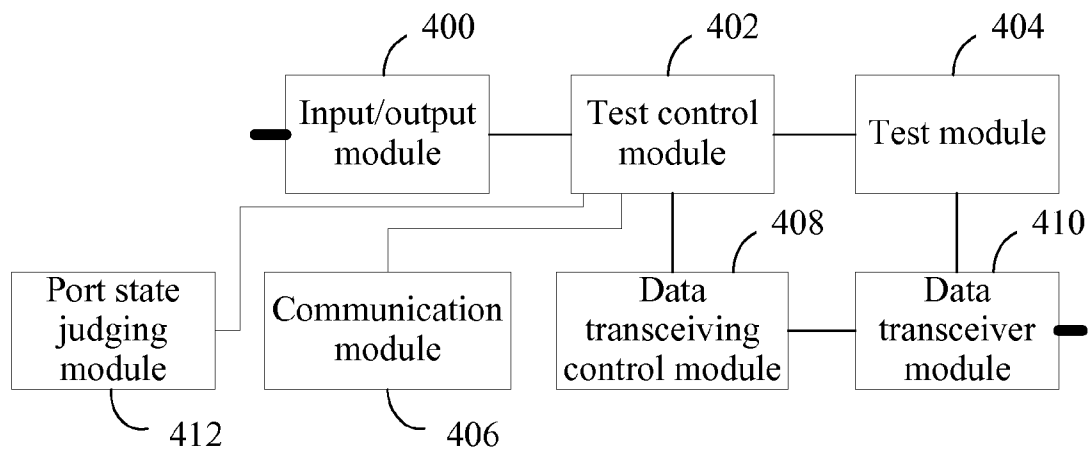 400
402
404
Input/output
module
Test control
module
Test module
408
410
Port state
judging
module
Communication
module
Data
transceiving
control module
Data
transceiver
module
412
406